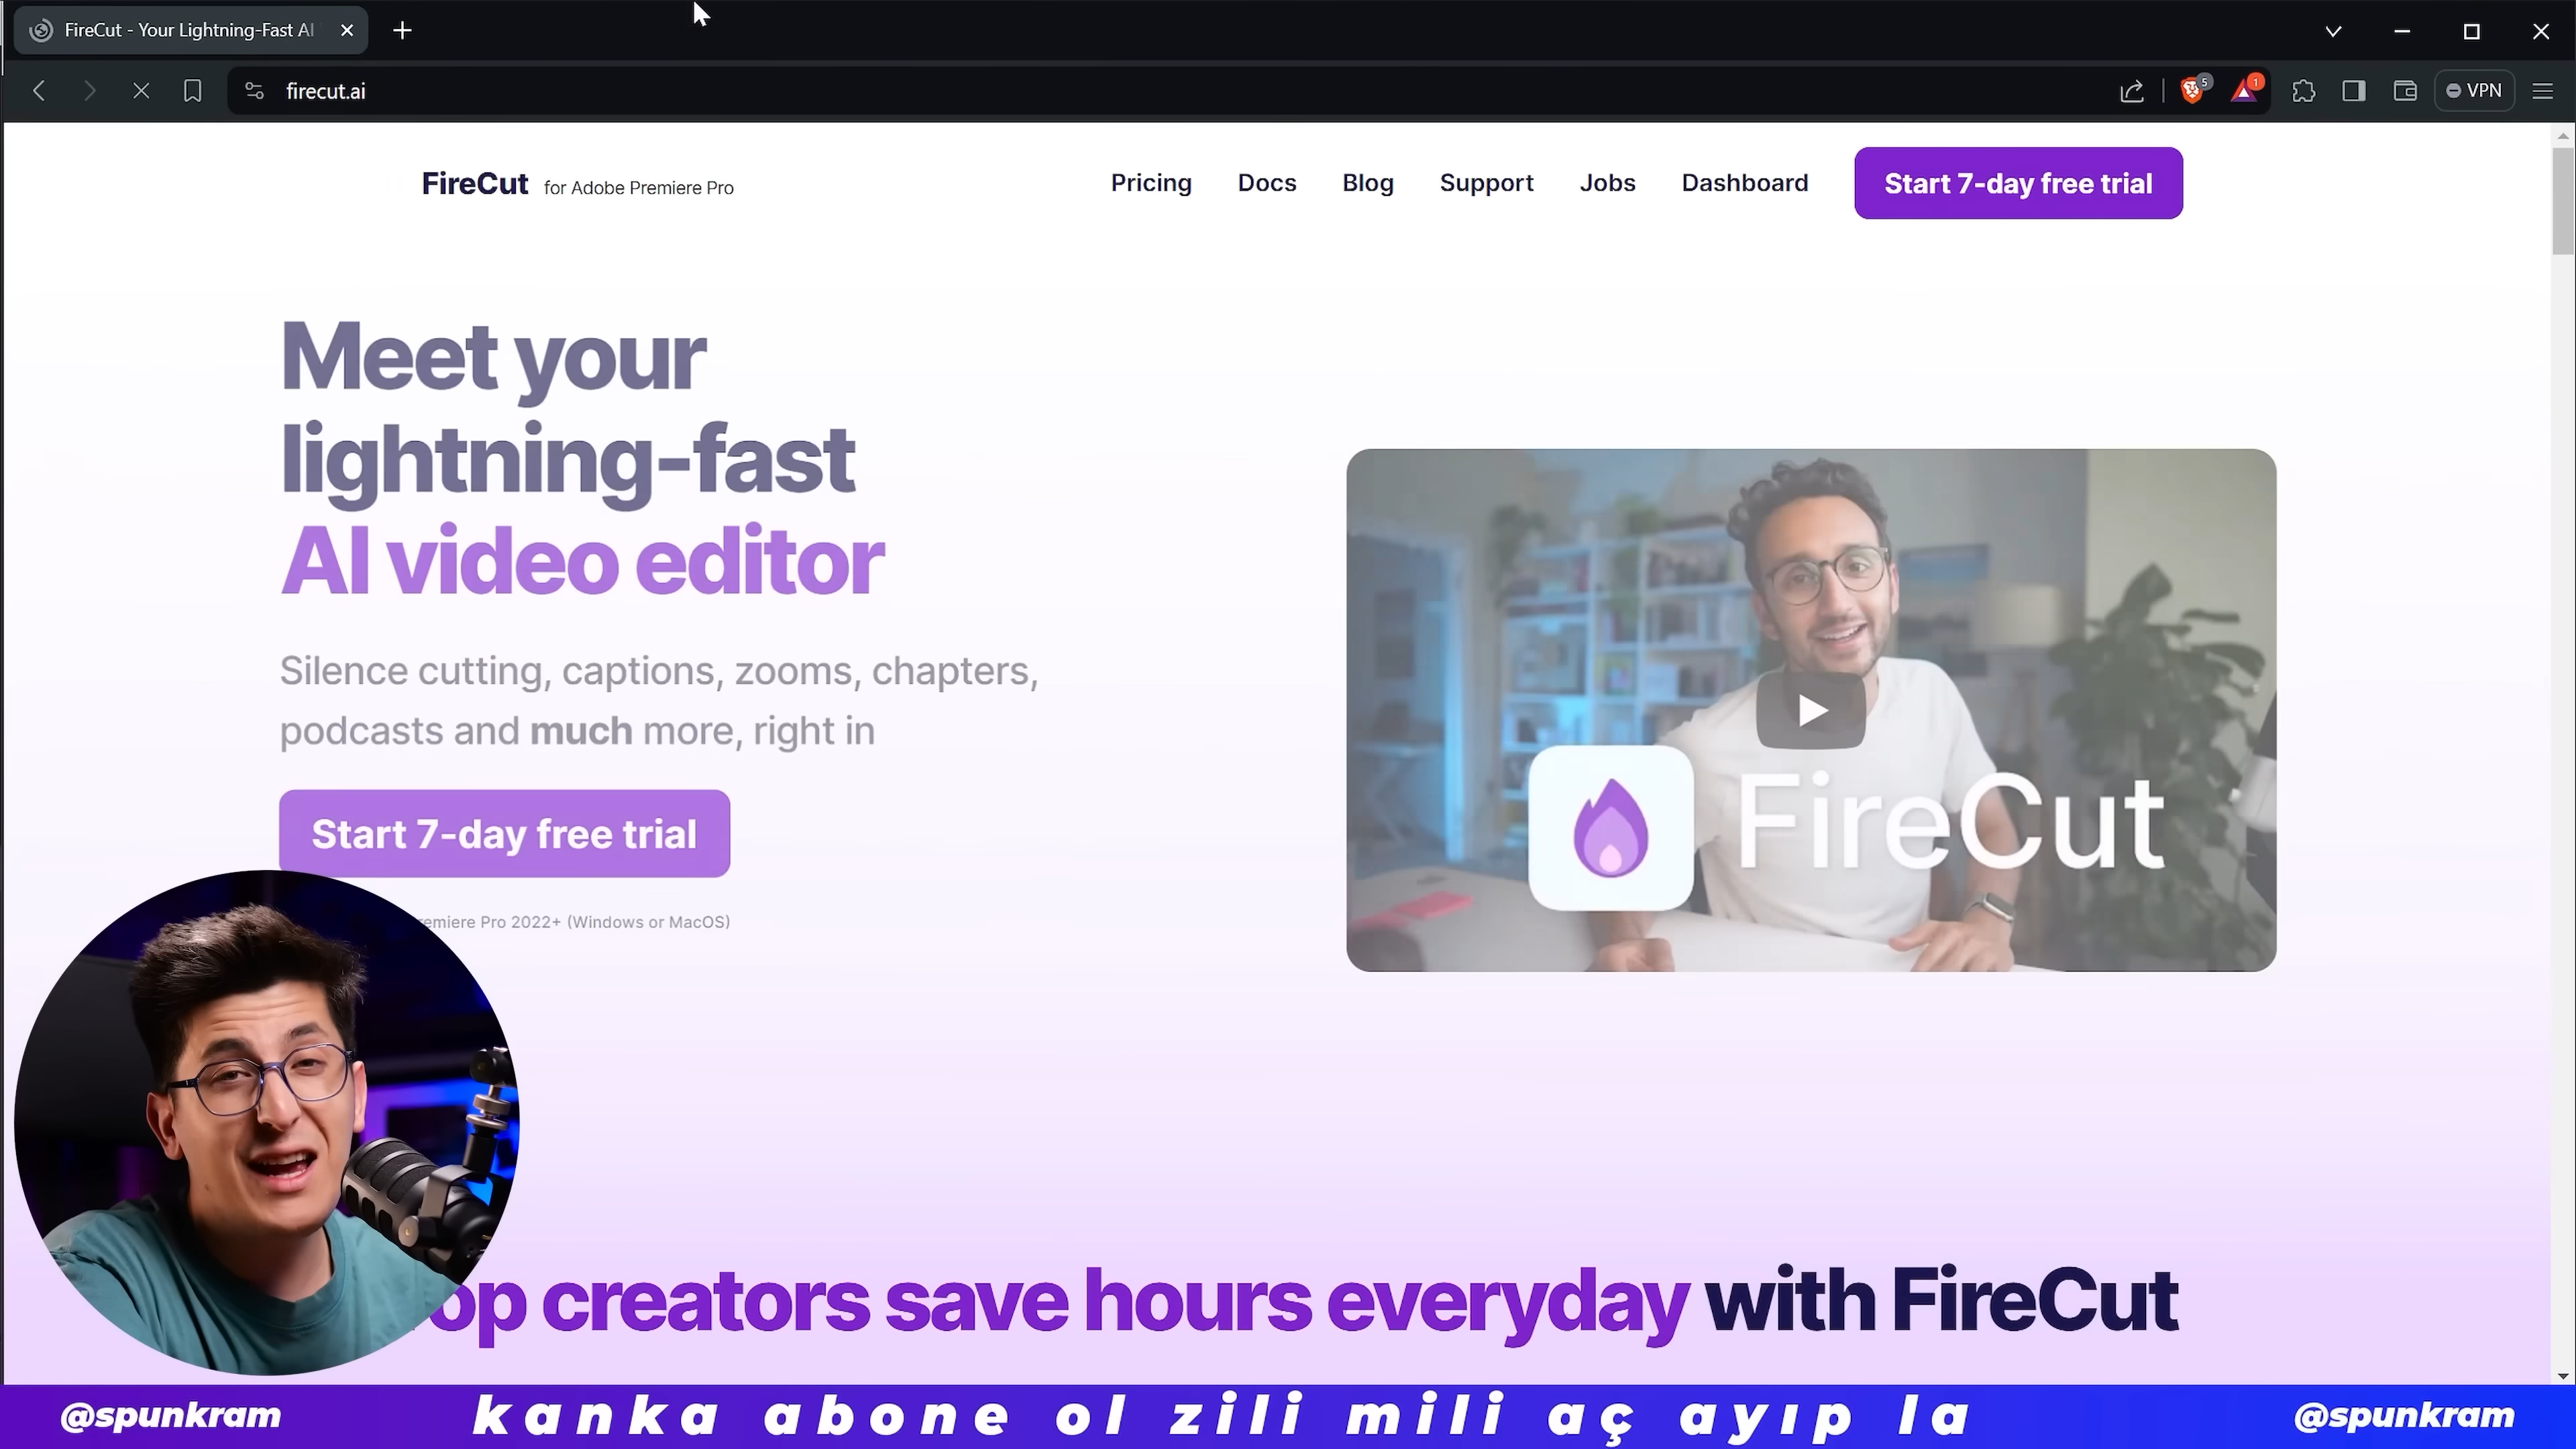 FireCut - Your Lightning-Fast AI
firecut.ai
5
1
VPN
FireCut for Adobe Premiere Pro
Pricing
Docs
Blog
Support
Jobs
Dashboard
Start 7-day free trial
Meet your
lightning-fast
AI video editor
Silence cutting, captions, zooms, chapters,
podcasts and much more, right in
Start 7-day free trial
Premiere Pro 2022+ (Windows or MacOS)
FireCut
creators save hours everyday with FireCut
@spunkram
kanka abone ol zili mili aç ayıp la
@spunkram